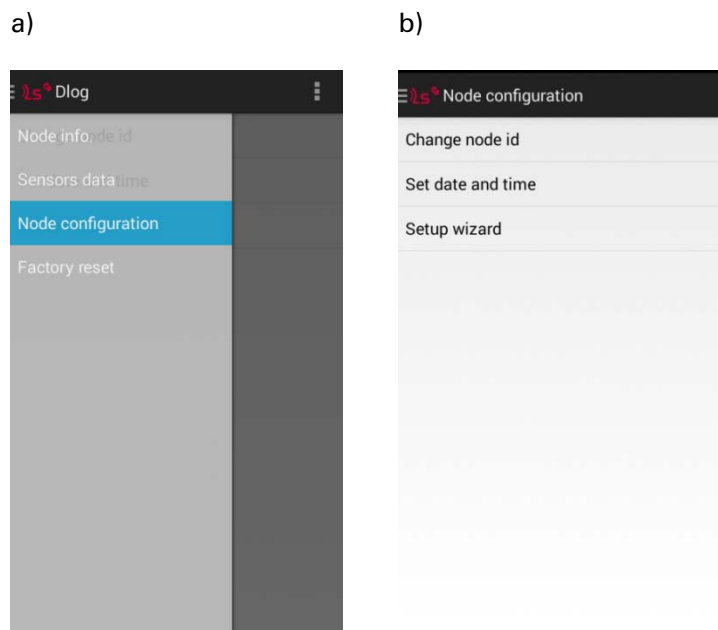 a)
b)
ls Dlog
Node info
Sensors data
Node configuration
Factory reset
ls Node configuration
Change node id
Set date and time
Setup wizard